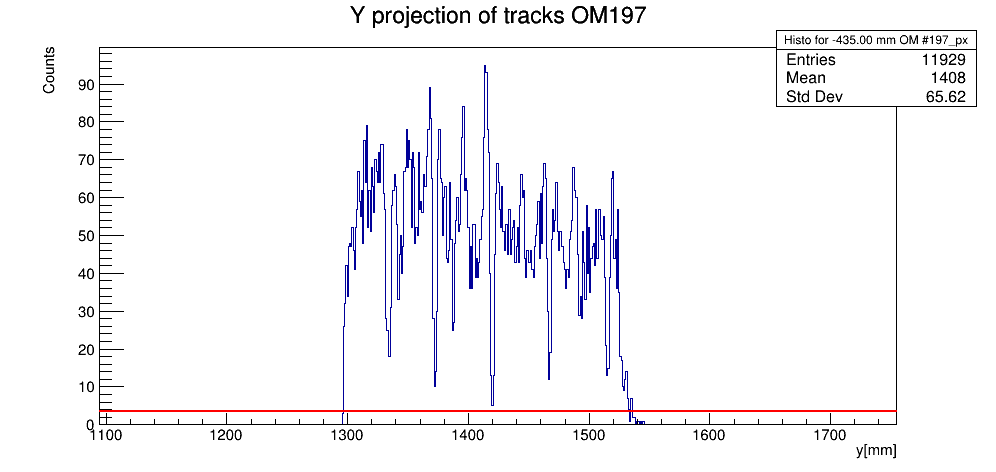 Y projection of tracks OM197
Histo for -435.00 mm OM #197_px
Entries 11929
Mean 1408
Std Dev 65.62
Counts
90
80
70
60
50
40
30
20
10
0
1100 1200 1300 1400 1500 1600 1700
y[mm]